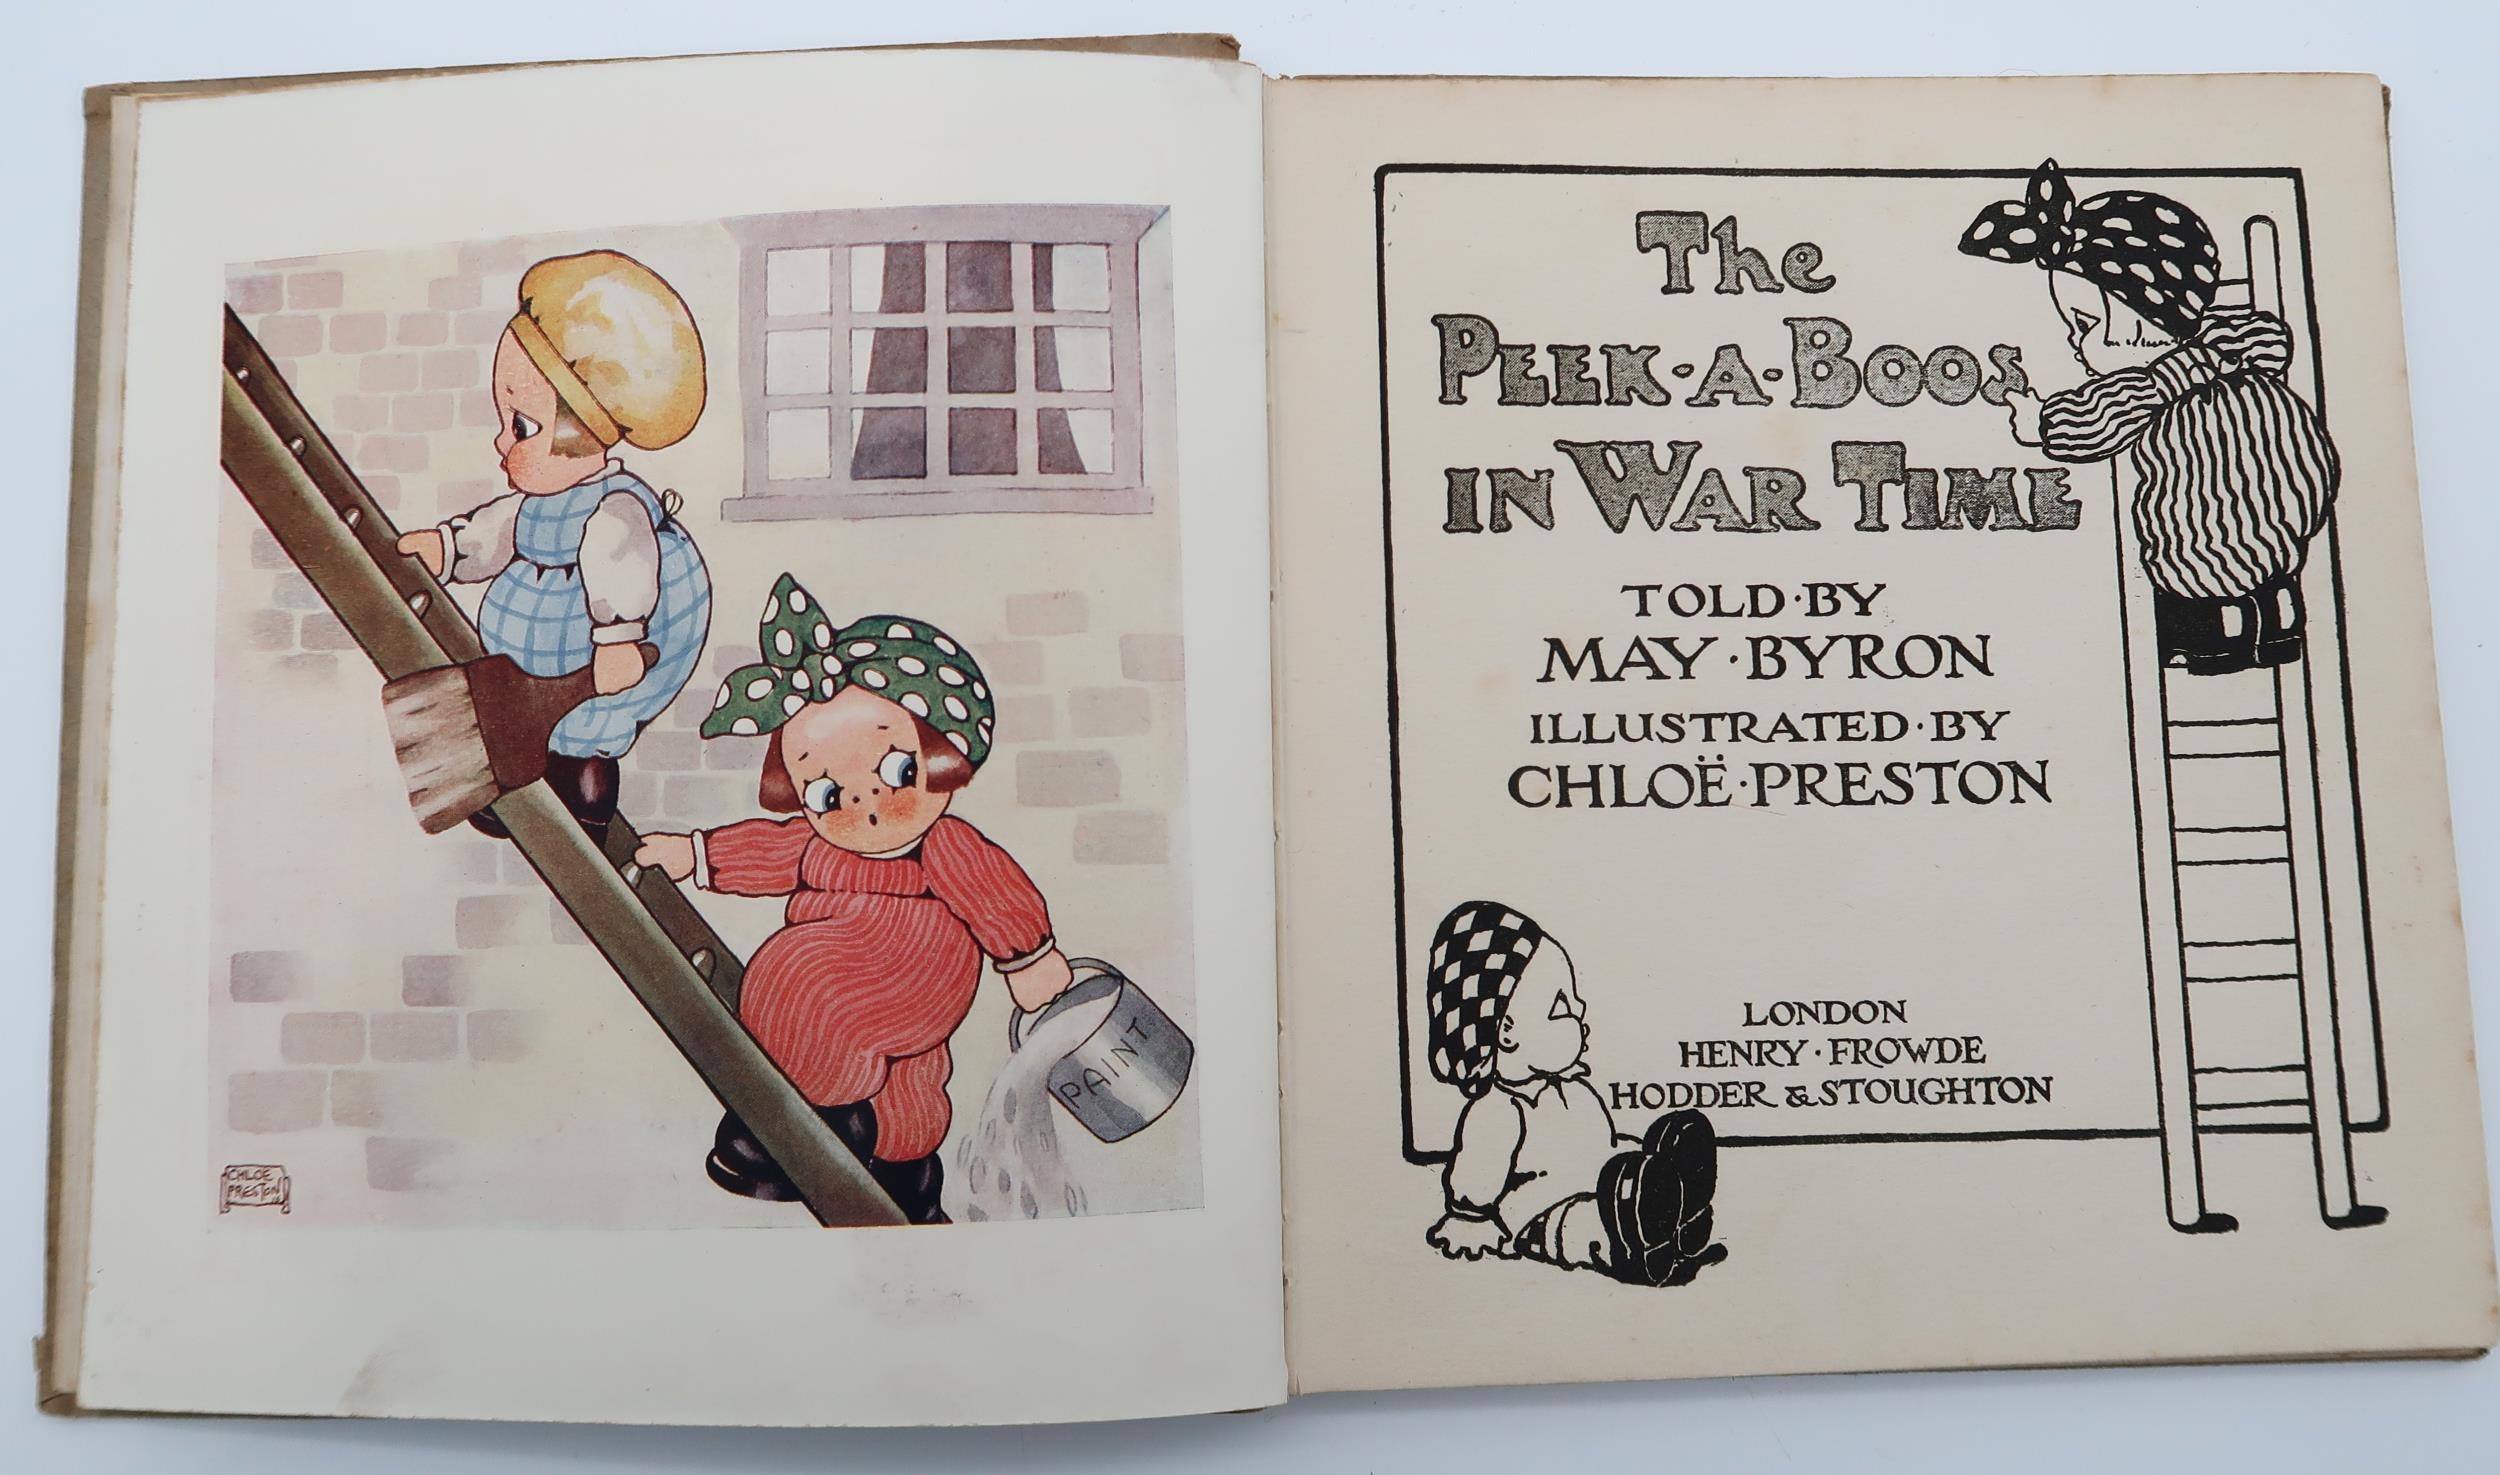 CHLOE
PRESTON
PAINT
The
PEEK-A-BOOS
IN WAR TIME
TOLD·BY
MAY·BYRON
ILLUSTRATED·BY
CHLOË·PRESTON
LONDON
HENRY·FROWDE
HODDER & STOUGHTON